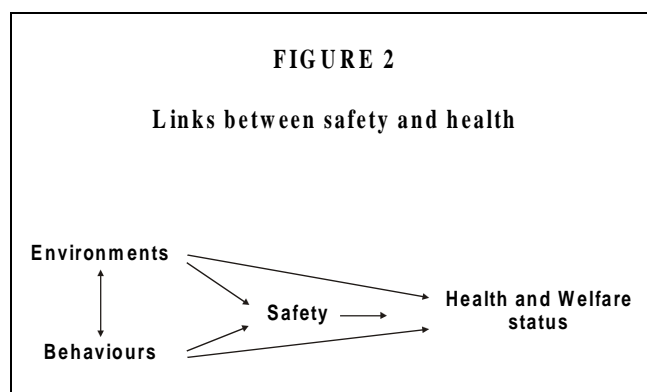 FIGURE 2
Links between safety and health
Environments
Safety
Health and Welfare
status
Behaviours